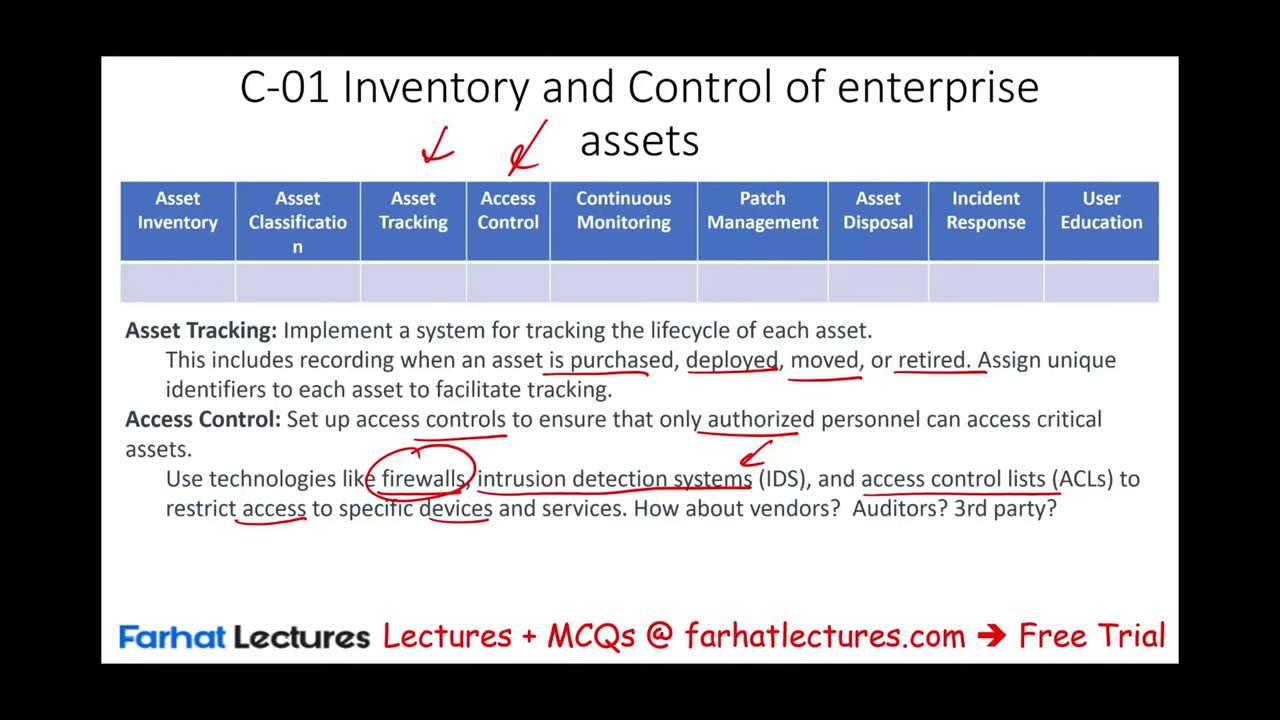 C-01 Inventory and Control of enterprise
assets
Asset Inventory
Asset Classification
Asset Tracking
Access Control
Continuous Monitoring
Patch Management
Asset Disposal
Incident Response
User Education
Asset Tracking: Implement a system for tracking the lifecycle of each asset.
This includes recording when an asset is purchased, deployed, moved, or retired. Assign unique
identifiers to each asset to facilitate tracking.
Access Control: Set up access controls to ensure that only authorized personnel can access critical
assets.
Use technologies like firewalls, intrusion detection systems (IDS), and access control lists (ACLs) to
restrict access to specific devices and services. How about vendors?  Auditors? 3rd party?
Farhat Lectures Lectures + MCQs @ farhatlectures.com → Free Trial